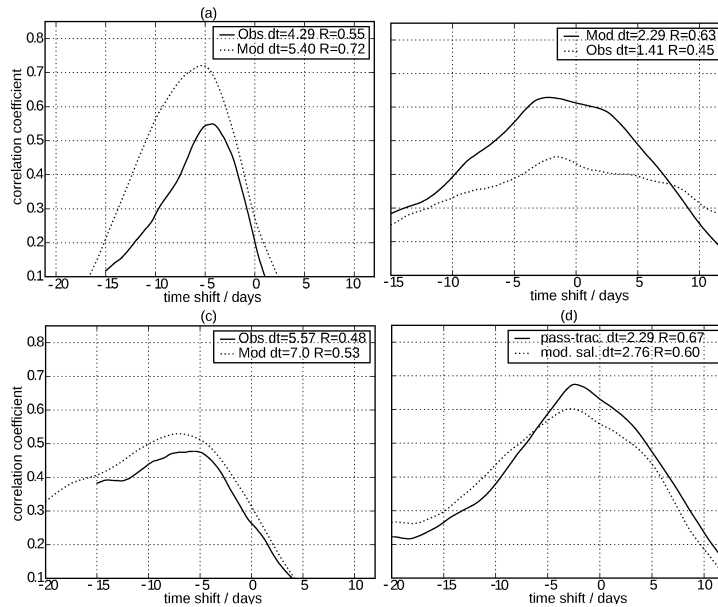 (a)
Obs dt=4.29 R=0.55
Mod dt=5.40 R=0.72
correlation coefficient
0.8
0.7
0.6
0.5
0.4
0.3
0.2
0.1
-20 -15 -10 -5 0 5 10
time shift / days
Mod dt=2.29 R=0.63
Obs dt=1.41 R=0.45
-15 -10 -5 0 5 10
time shift / days
(c)
Obs dt=5.57 R=0.48
Mod dt=7.0 R=0.53
correlation coefficient
0.8
0.7
0.6
0.5
0.4
0.3
0.2
0.1
-20 -15 -10 -5 0 5 10
time shift / days
(d)
pass-trac. dt=2.29 R=0.67
mod. sal. dt=2.76 R=0.60
-20 -15 -10 -5 0 5 10
time shift / days